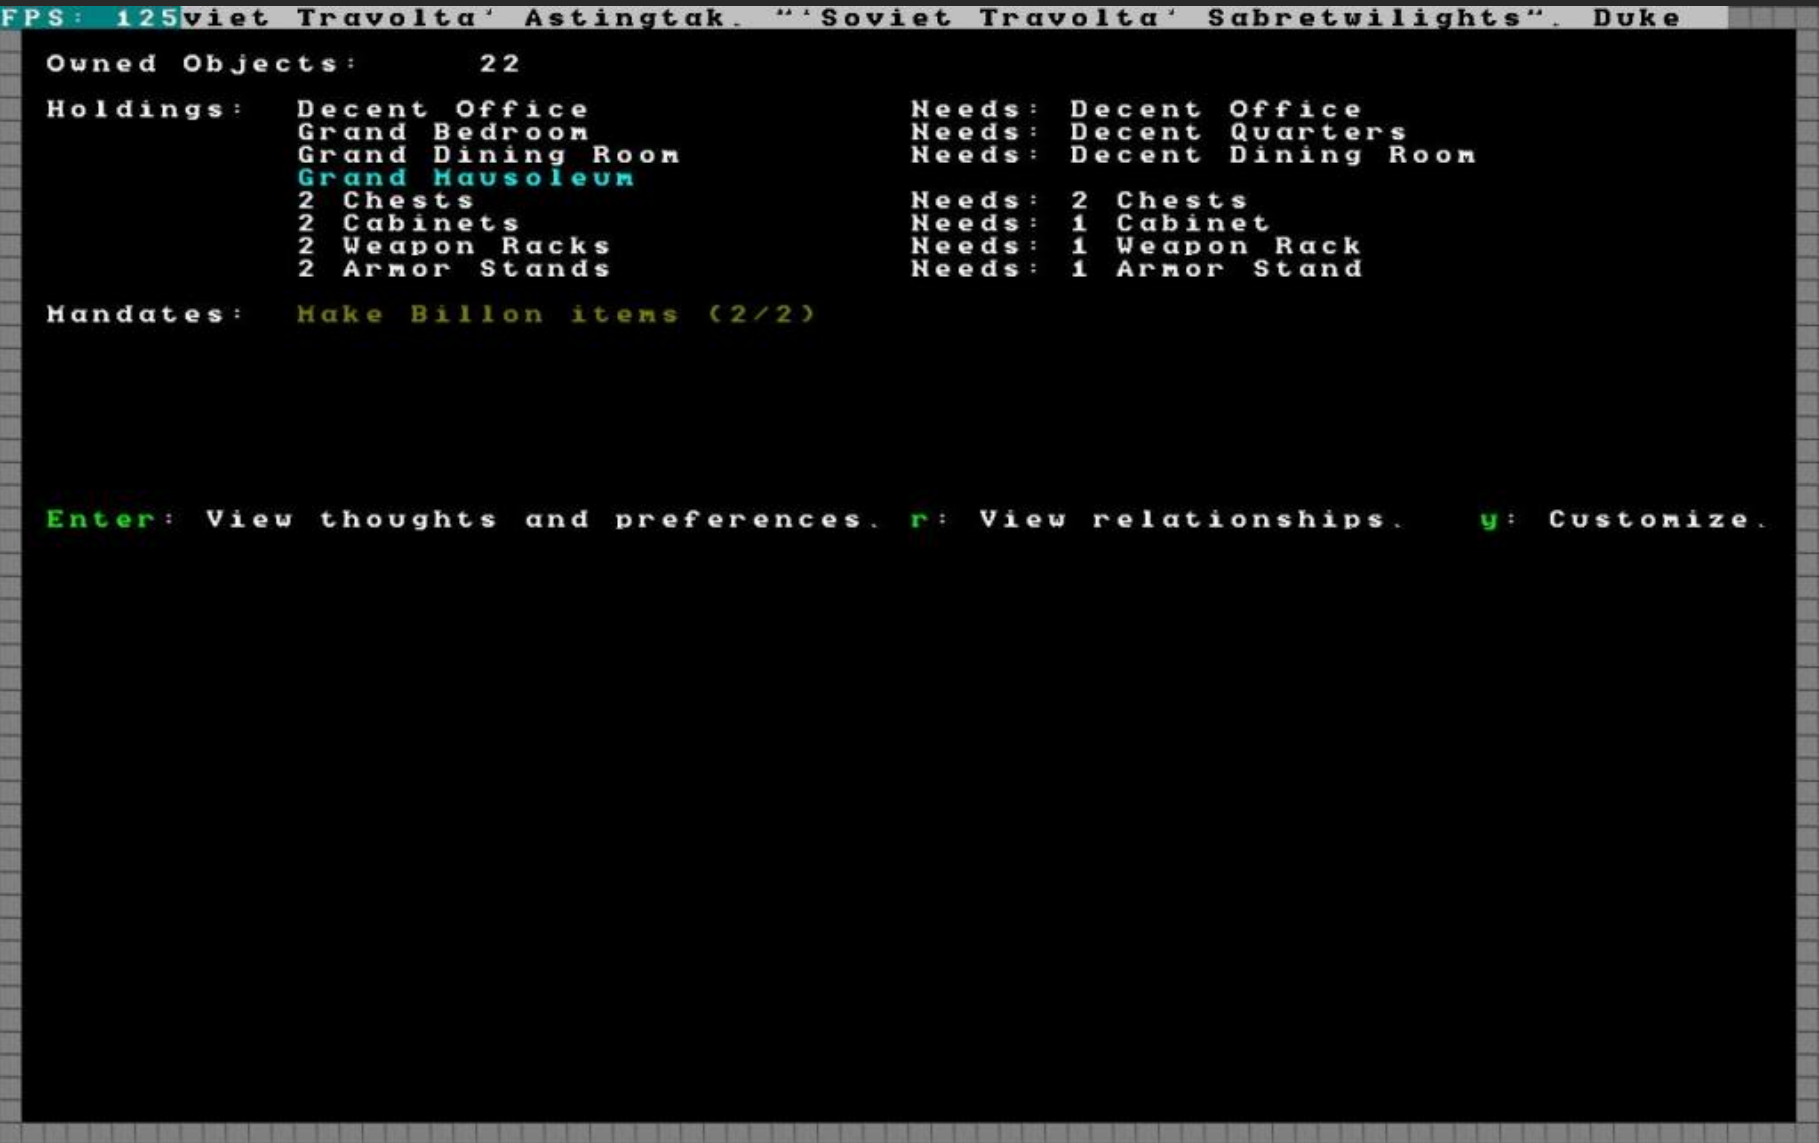 FPS: 125viet Travolta' Astingtak. "'Soviet Travolta' Sabretwilights". Duke
Owned Objects: 22
Holdings: Decent Office Needs: Decent Office
Grand Bedroom Needs: Decent Quarters
Grand Dining Room Needs: Decent Dining Room
Grand Mausoleum
2 Chests Needs: 2 Chests
2 Cabinets Needs: 1 Cabinet
2 Weapon Racks Needs: 1 Weapon Rack
2 Armor Stands Needs: 1 Armor Stand
Mandates: Make Billon items (2/2)
Enter: View thoughts and preferences. r: View relationships. y: Customize.